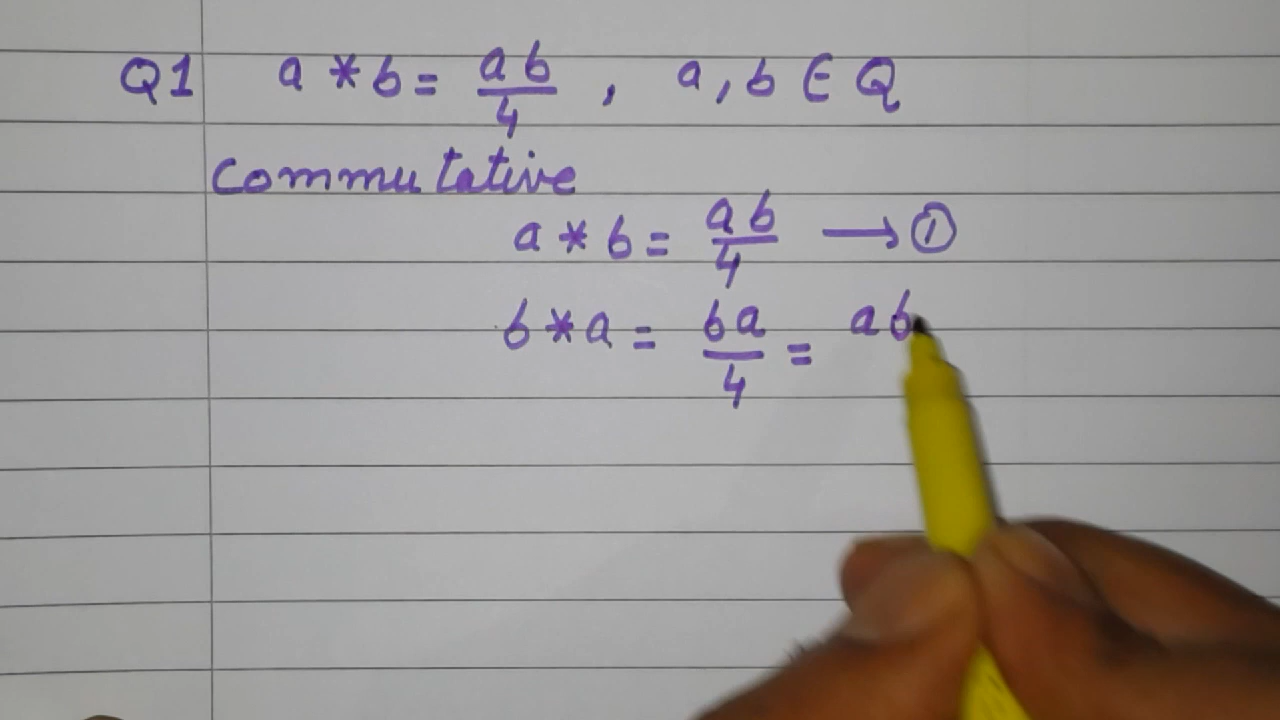 Q1 a * b = ab/4 , a, b ∈ Q
Commutative
a * b = ab/4 → ①
b * a = ba/4 = ab